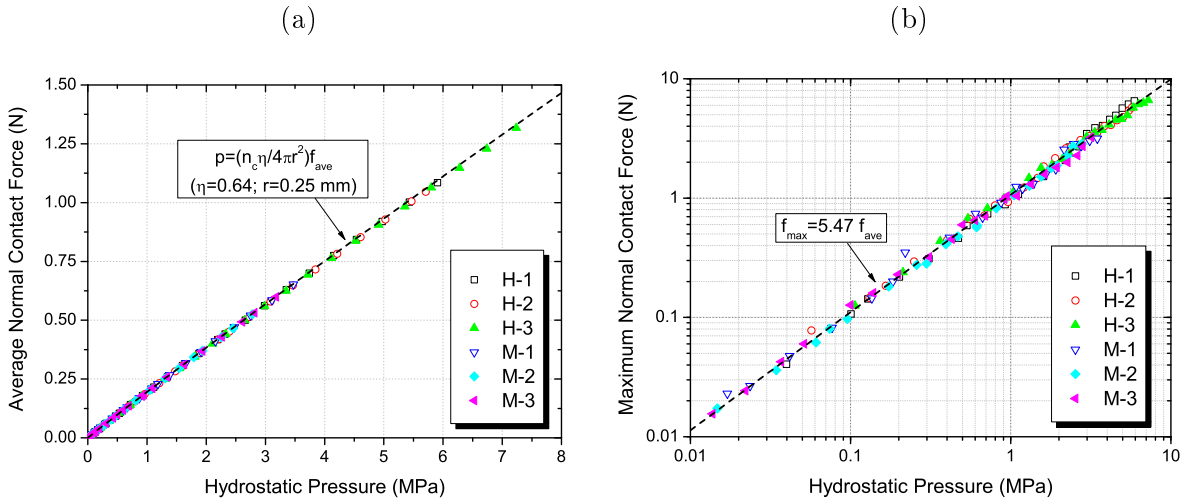 (a)
1.50
1.25
1.00
0.75
0.50
0.25
0.00
Average Normal Contact Force (N)
p=(n_cη/4πr²)f_ave
(η=0.64; r=0.25 mm)
H-1
H-2
H-3
M-1
M-2
M-3
0 1 2 3 4 5 6 7 8
Hydrostatic Pressure (MPa)
(b)
10
1
0.1
0.01
Maximum Normal Contact Force (N)
f_max=5.47 f_ave
H-1
H-2
H-3
M-1
M-2
M-3
0.01 0.1 1 10
Hydrostatic Pressure (MPa)